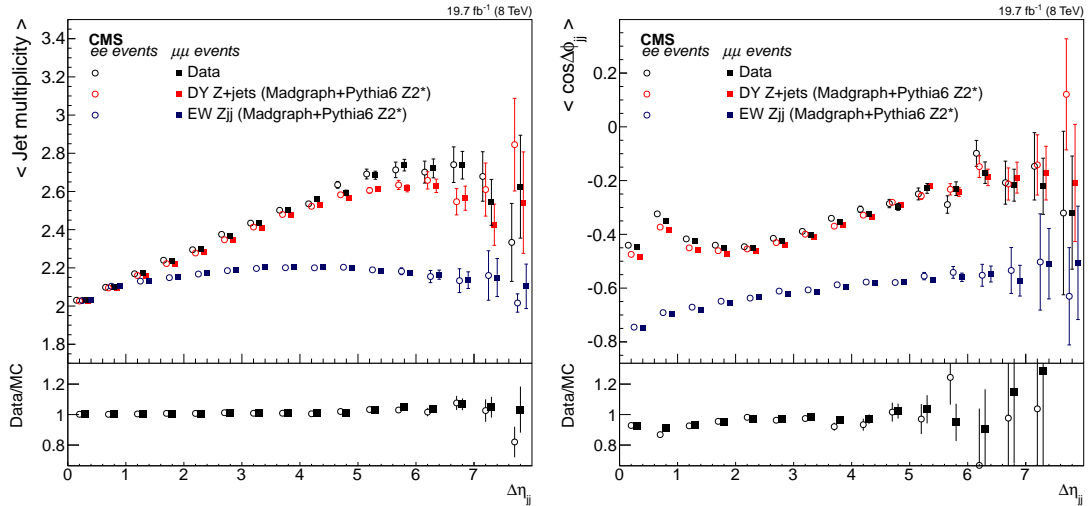 19.7 fb⁻¹ (8 TeV)
< Jet multiplicity >
CMS
ee events μμ events
Data
DY Z+jets (Madgraph+Pythia6 Z2*)
EW Zjj (Madgraph+Pythia6 Z2*)
3.4
3.2
3
2.8
2.6
2.4
2.2
2
1.8
Data/MC
1.2
1
0.8
0 1 2 3 4 5 6 7
Δη_jj
19.7 fb⁻¹ (8 TeV)
< cosΔϕ_jj >
CMS
ee events μμ events
Data
DY Z+jets (Madgraph+Pythia6 Z2*)
EW Zjj (Madgraph+Pythia6 Z2*)
0.4
0.2
0
-0.2
-0.4
-0.6
-0.8
Data/MC
1.2
1
0.8
0 1 2 3 4 5 6 7
Δη_jj